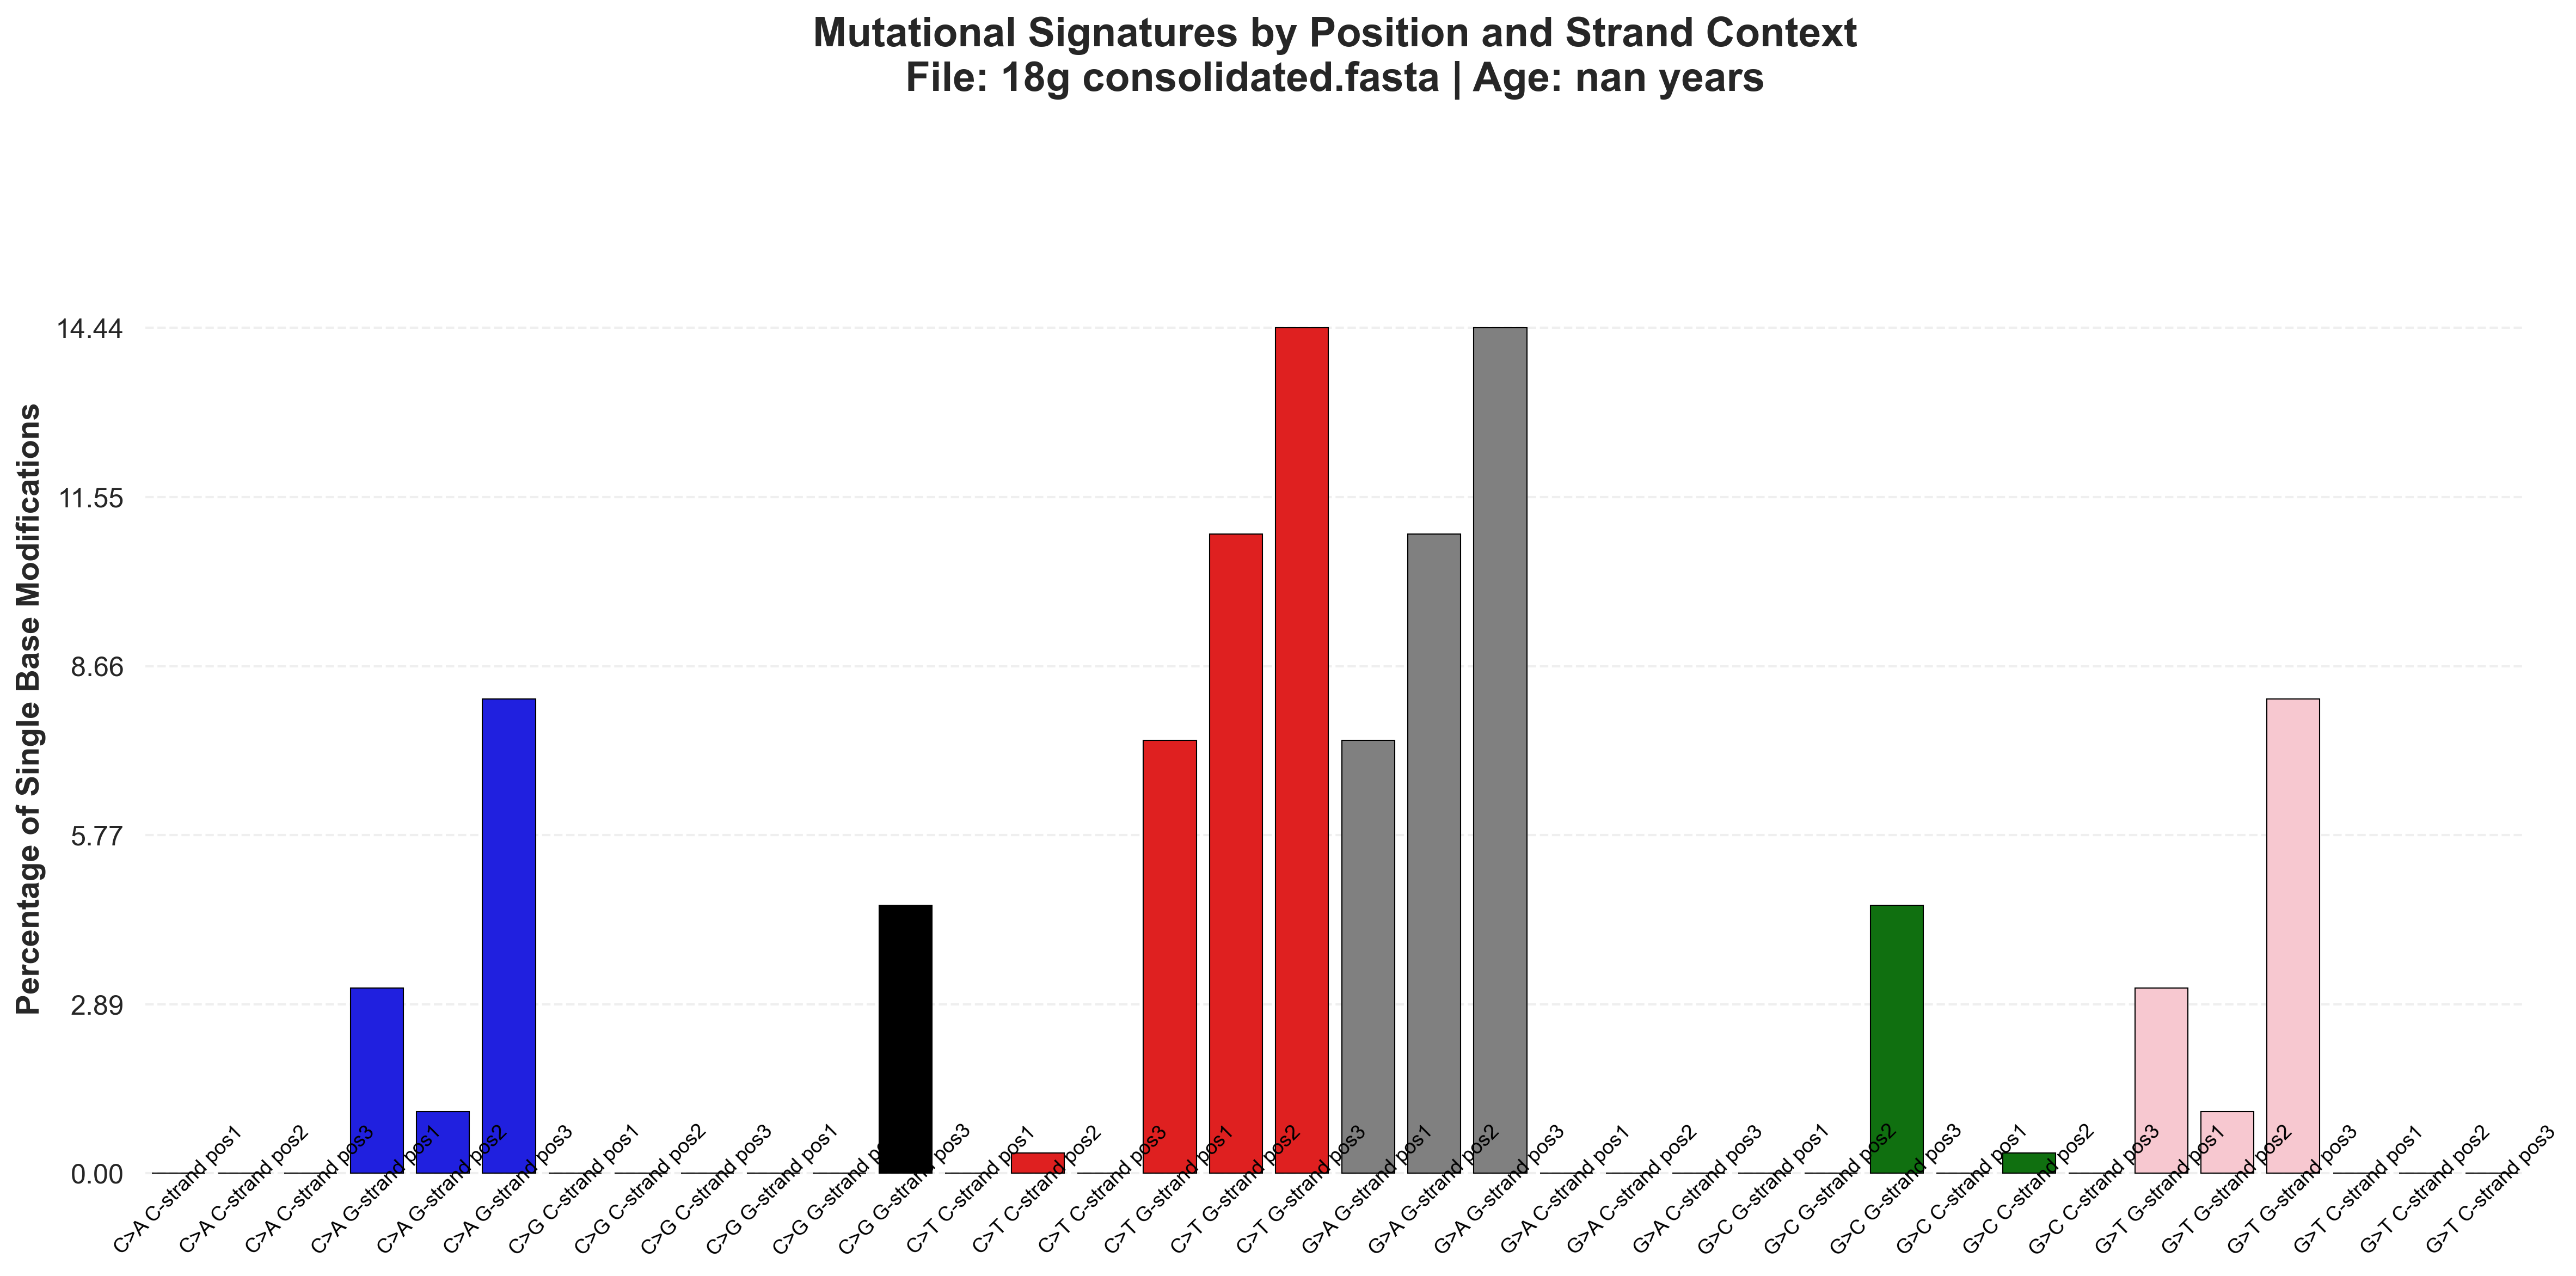 Mutational Signatures by Position and Strand Context
File: 18g consolidated.fasta | Age: nan years
Percentage of Single Base Modifications
14.44
11.55
8.66
5.77
2.89
0.00
C>A C-strand pos1
C>A C-strand pos2
C>A C-strand pos3
C>A G-strand pos1
C>A G-strand pos2
C>A G-strand pos3
C>G C-strand pos1
C>G C-strand pos2
C>G C-strand pos3
C>G G-strand pos1
C>G G-strand pos2
C>G G-strand pos3
C>T C-strand pos1
C>T C-strand pos2
C>T C-strand pos3
C>T G-strand pos1
C>T G-strand pos2
C>T G-strand pos3
G>A G-strand pos1
G>A G-strand pos2
G>A G-strand pos3
G>A C-strand pos1
G>A C-strand pos2
G>A C-strand pos3
G>C G-strand pos1
G>C G-strand pos2
G>C G-strand pos3
G>C C-strand pos1
G>C C-strand pos2
G>C C-strand pos3
G>T G-strand pos1
G>T G-strand pos2
G>T G-strand pos3
G>T C-strand pos1
G>T C-strand pos2
G>T C-strand pos3